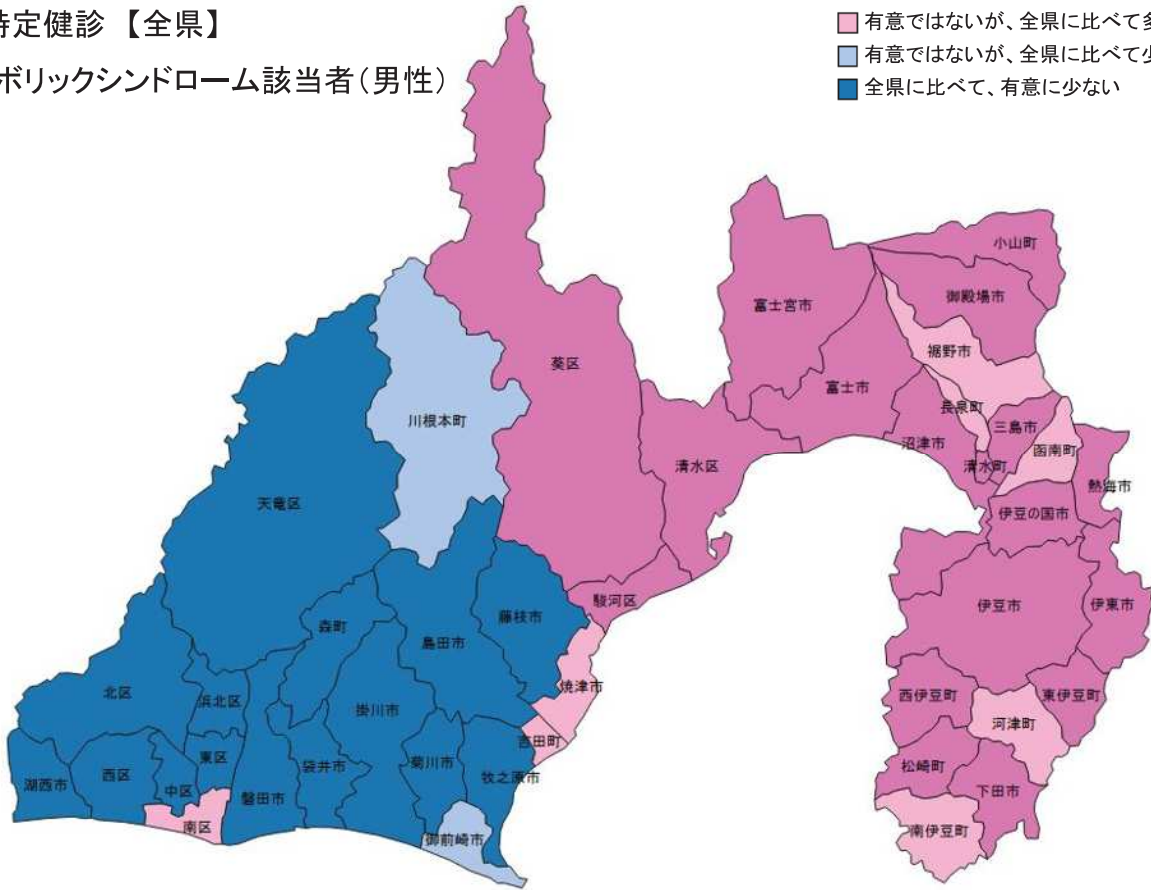 特定健診 【全県】
ボリックシンドローム該当者(男性)
有意ではないが、全県に比べて多
有意ではないが、全県に比べて少
全県に比べて、有意に少ない
小山町
御殿場市
富士宮市
裾野市
葵区
富士市
長泉町
川根本町
三島市
沼津市
函南町
清水区
清水町
熱海市
天竜区
伊豆の国市
駿河区
伊豆市
伊東市
藤枝市
森町
島田市
焼津市
北区
浜北区
西伊豆町
東伊豆町
掛川市
河津町
吉田町
東区
袋井市
菊川市
松崎町
西区
牧之原市
湖西市
中区
下田市
磐田市
南区
南伊豆町
御前崎市